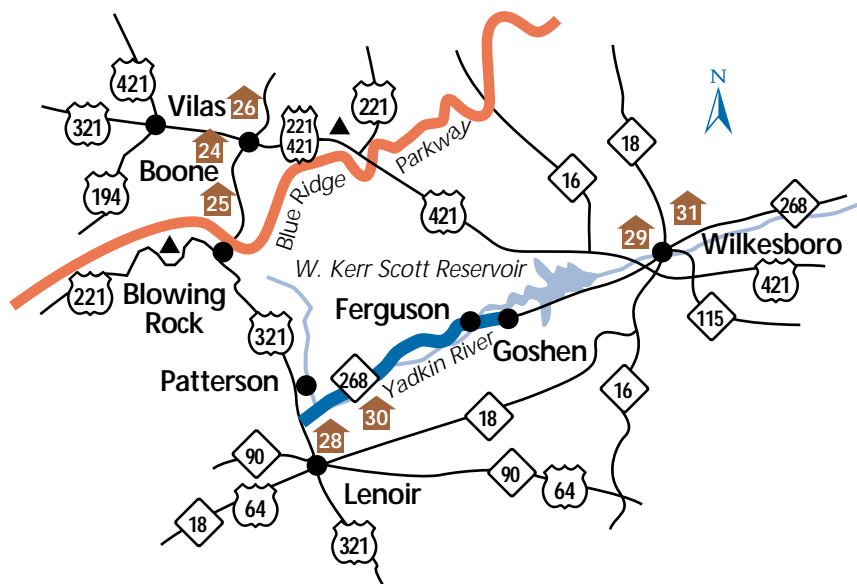 421
Vilas
26
221
N
321
221
421
18
24
Parkway
Boone
16
194
25
Blue Ridge
31
268
421
29
Wilkesboro
W. Kerr Scott Reservoir
221
Blowing
Rock
Ferguson
421
321
Goshen
115
Patterson
268
Yadkin River
16
30
18
28
90
90
64
Lenoir
64
18
321